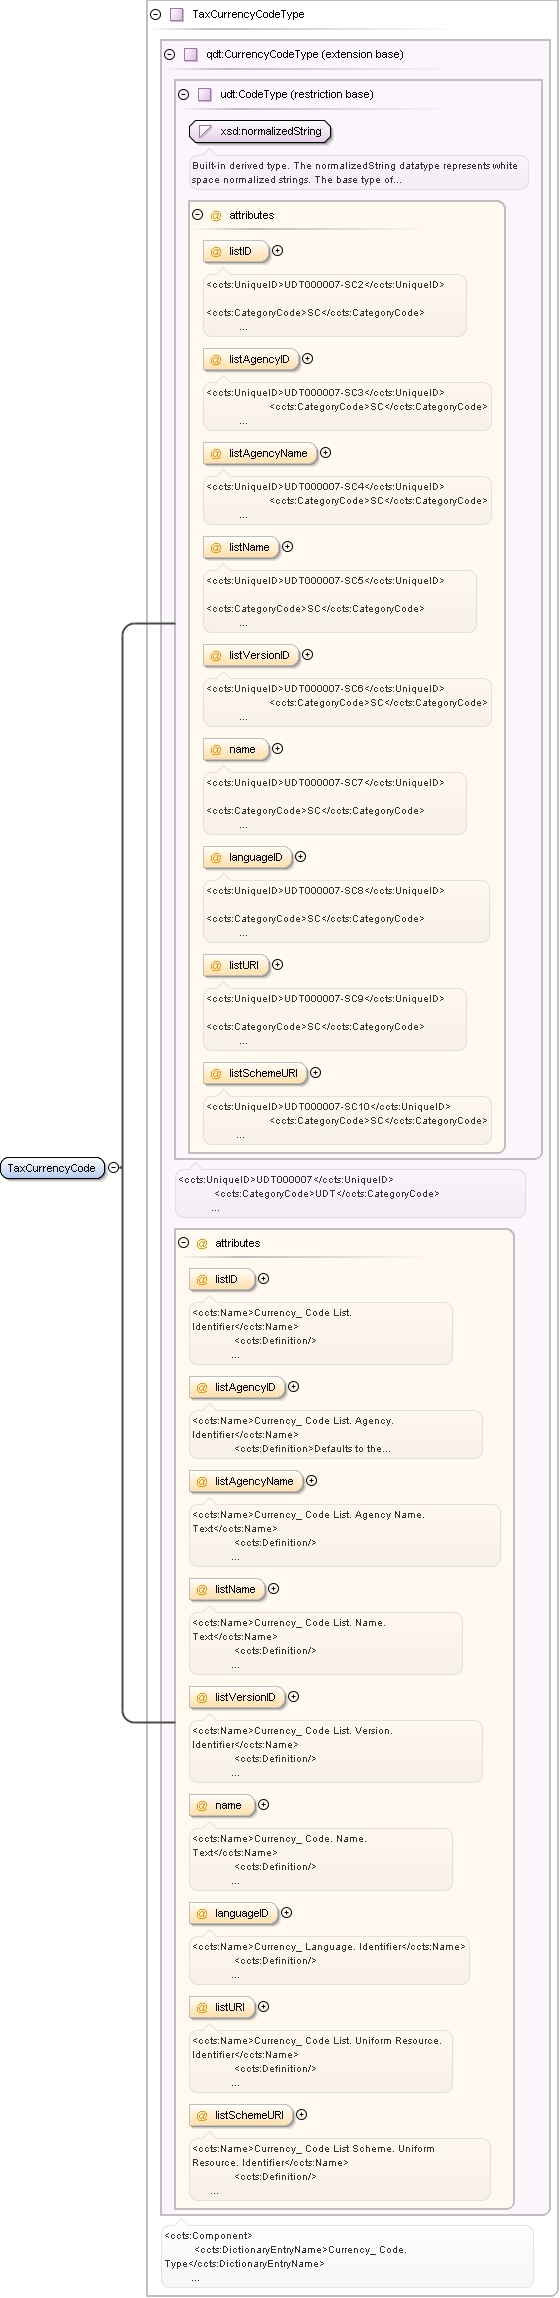 TaxCurrencyCodeType
qdt:CurrencyCodeType (extension base)
udt:CodeType (restriction base)
xsd:normalizedString
Built-in derived type. The normalizedString datatype represents white
space normalized strings. The base type of...
@ attributes
@ listID
<ccts:UniqueID>UDT000007-SC2</ccts:UniqueID>
<ccts:CategoryCode>SC</ccts:CategoryCode>
...
@ listAgencyID
<ccts:UniqueID>UDT000007-SC3</ccts:UniqueID>
<ccts:CategoryCode>SC</ccts:CategoryCode>
...
@ listAgencyName
<ccts:UniqueID>UDT000007-SC4</ccts:UniqueID>
<ccts:CategoryCode>SC</ccts:CategoryCode>
...
@ listName
<ccts:UniqueID>UDT000007-SC5</ccts:UniqueID>
<ccts:CategoryCode>SC</ccts:CategoryCode>
...
@ listVersionID
<ccts:UniqueID>UDT000007-SC6</ccts:UniqueID>
<ccts:CategoryCode>SC</ccts:CategoryCode>
...
@ name
<ccts:UniqueID>UDT000007-SC7</ccts:UniqueID>
<ccts:CategoryCode>SC</ccts:CategoryCode>
...
@ languageID
<ccts:UniqueID>UDT000007-SC8</ccts:UniqueID>
<ccts:CategoryCode>SC</ccts:CategoryCode>
...
@ listURI
<ccts:UniqueID>UDT000007-SC9</ccts:UniqueID>
<ccts:CategoryCode>SC</ccts:CategoryCode>
...
@ listSchemeURI
<ccts:UniqueID>UDT000007-SC10</ccts:UniqueID>
<ccts:CategoryCode>SC</ccts:CategoryCode>
...
TaxCurrencyCode
<ccts:UniqueID>UDT000007</ccts:UniqueID>
<ccts:CategoryCode>UDT</ccts:CategoryCode>
...
@ attributes
@ listID
<ccts:Name>Currency_ Code List.
Identifier</ccts:Name>
<ccts:Definition/>
...
@ listAgencyID
<ccts:Name>Currency_ Code List. Agency.
Identifier</ccts:Name>
<ccts:Definition>Defaults to the...
@ listAgencyName
<ccts:Name>Currency_ Code List. Agency Name.
Text</ccts:Name>
<ccts:Definition/>
...
@ listName
<ccts:Name>Currency_ Code List. Name.
Text</ccts:Name>
<ccts:Definition/>
...
@ listVersionID
<ccts:Name>Currency_ Code List. Version.
Identifier</ccts:Name>
<ccts:Definition/>
...
@ name
<ccts:Name>Currency_ Code. Name.
Text</ccts:Name>
<ccts:Definition/>
...
@ languageID
<ccts:Name>Currency_ Language. Identifier</ccts:Name>
<ccts:Definition/>
...
@ listURI
<ccts:Name>Currency_ Code List. Uniform Resource.
Identifier</ccts:Name>
<ccts:Definition/>
...
@ listSchemeURI
<ccts:Name>Currency_ Code List Scheme. Uniform
Resource. Identifier</ccts:Name>
<ccts:Definition/>
...
<ccts:Component>
<ccts:DictionaryEntryName>Currency_ Code.
Type</ccts:DictionaryEntryName>
...